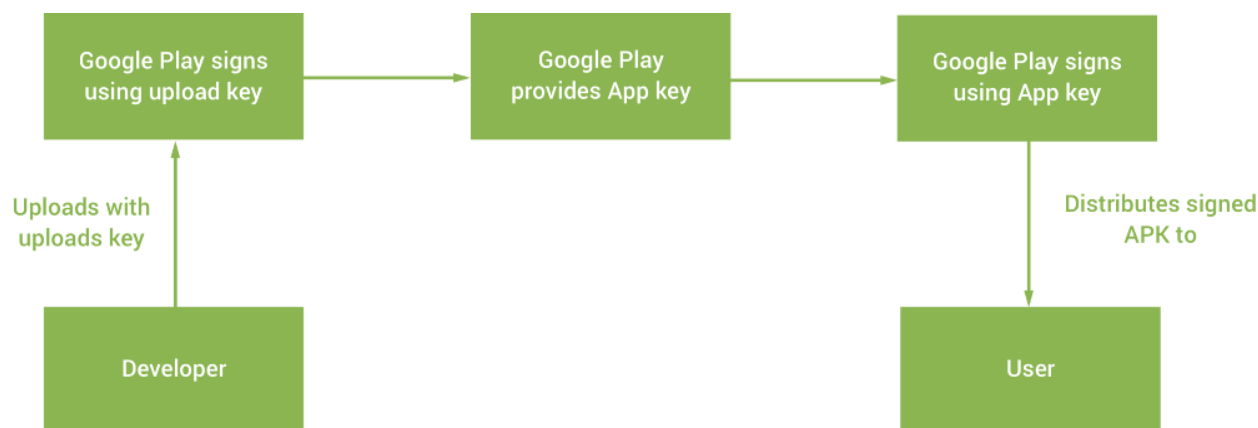 Google Play signs
using upload key
Google Play
provides App key
Google Play signs
using App key
Uploads with
uploads key
Distributes signed
APK to
Developer
User